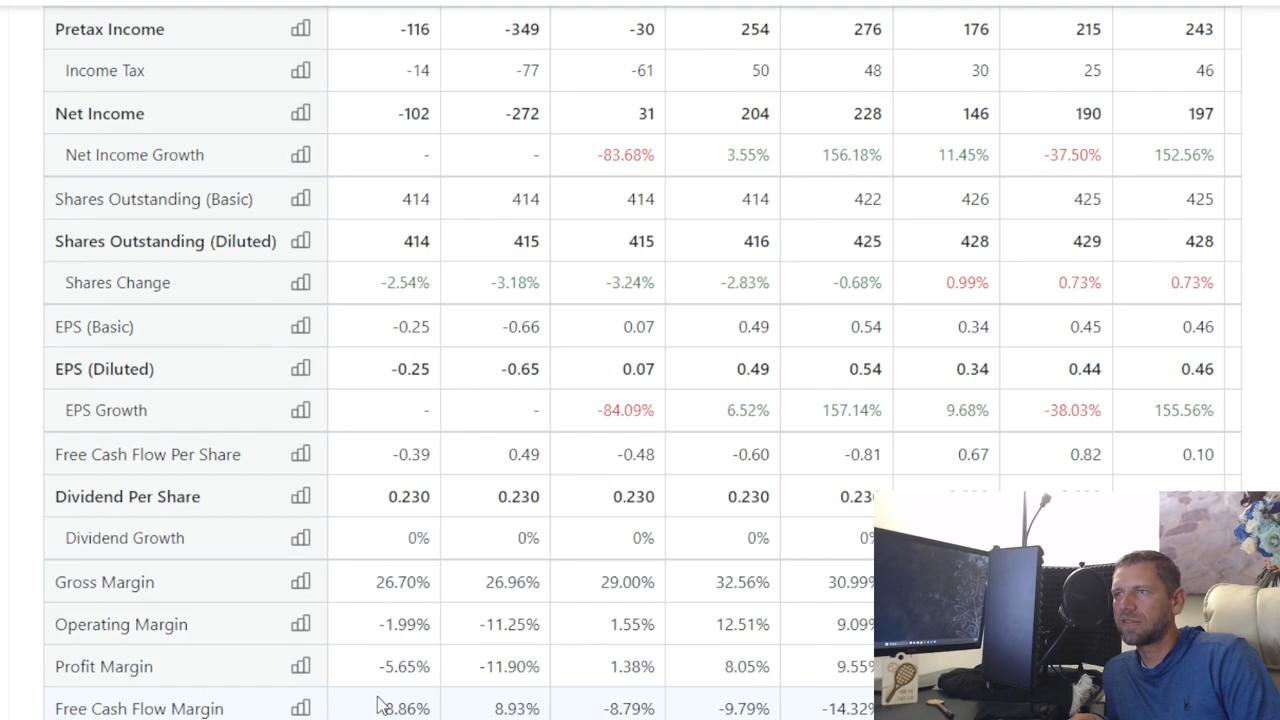 Pretax Income -116 -349 -30 254 276 176 215 243
Income Tax -14 -77 -61 50 48 30 25 46
Net Income -102 -272 31 204 228 146 190 197
Net Income Growth - - -83.68% 3.55% 156.18% 11.45% -37.50% 152.56%
Shares Outstanding (Basic) 414 414 414 414 422 426 425 425
Shares Outstanding (Diluted) 414 415 415 416 425 428 429 428
Shares Change -2.54% -3.18% -3.24% -2.83% -0.68% 0.99% 0.73% 0.73%
EPS (Basic) -0.25 -0.66 0.07 0.49 0.54 0.34 0.45 0.46
EPS (Diluted) -0.25 -0.65 0.07 0.49 0.54 0.34 0.44 0.46
EPS Growth - - -84.09% 6.52% 157.14% 9.68% -38.03% 155.56%
Free Cash Flow Per Share -0.39 0.49 -0.48 -0.60 -0.81 0.67 0.82 0.10
Dividend Per Share 0.230 0.230 0.230 0.230
Dividend Growth 0% 0% 0% 0%
Gross Margin 26.70% 26.96% 29.00% 32.56% 30.99%
Operating Margin -1.99% -11.25% 1.55% 12.51% 9.09%
Profit Margin -5.65% -11.90% 1.38% 8.05% 9.55%
Free Cash Flow Margin 8.93% -8.79% -9.79% -14.32%